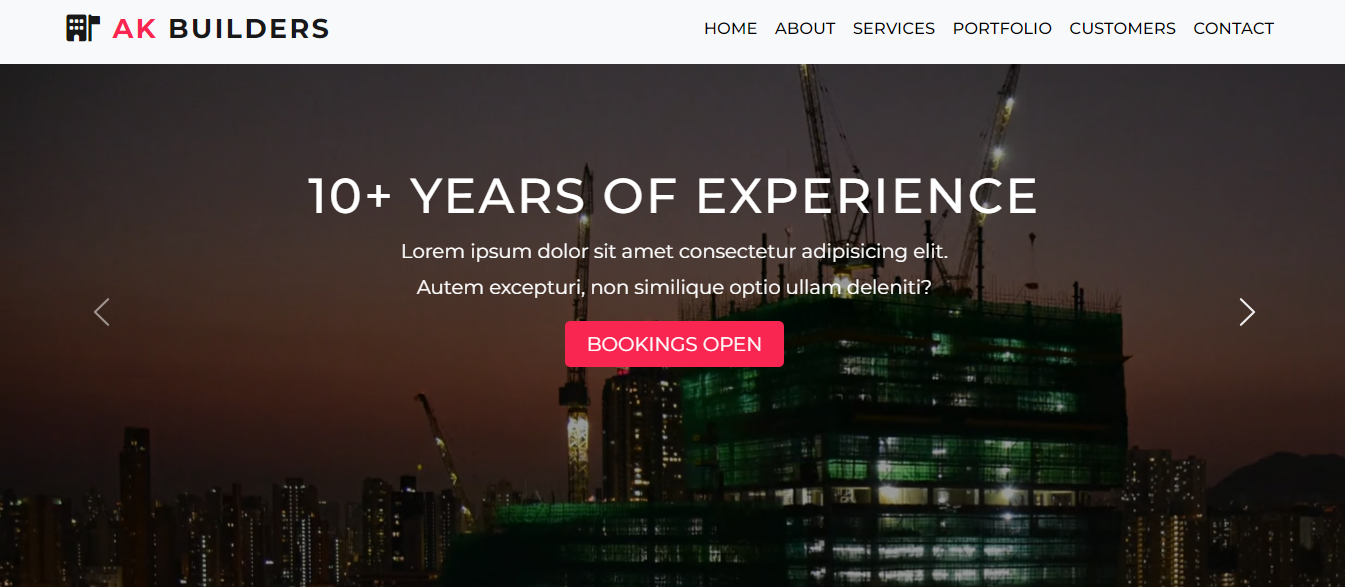 AK BUILDERS
HOME ABOUT SERVICES PORTFOLIO CUSTOMERS CONTACT
10+ YEARS OF EXPERIENCE
Lorem ipsum dolor sit amet consectetur adipisicing elit.
Autem excepturi, non similique optio ullam deleniti?
BOOKINGS OPEN